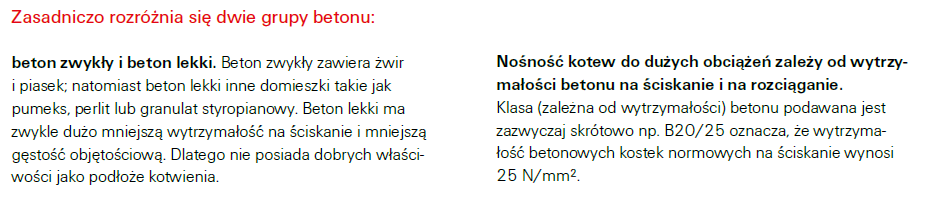 Zasadniczo rozróżnia się dwie grupy betonu:
beton zwykły i beton lekki. Beton zwykły zawiera żwir
i piasek; natomiast beton lekki inne domieszki takie jak
pumeks, perlit lub granulat styropianowy. Beton lekki ma
zwykle dużo mniejszą wytrzymałość na ściskanie i mniejszą
gęstość objętościową. Dlatego nie posiada dobrych właści-
wości jako podłoże kotwienia.
Nośność kotew do dużych obciążeń zależy od wytrzy-
małości betonu na ściskanie i na rozciąganie.
Klasa (zależna od wytrzymałości) betonu podawana jest
zazwyczaj skrótowo np. B20/25 oznacza, że wytrzyma-
łość betonowych kostek normowych na ściskanie wynosi
25 N/mm².